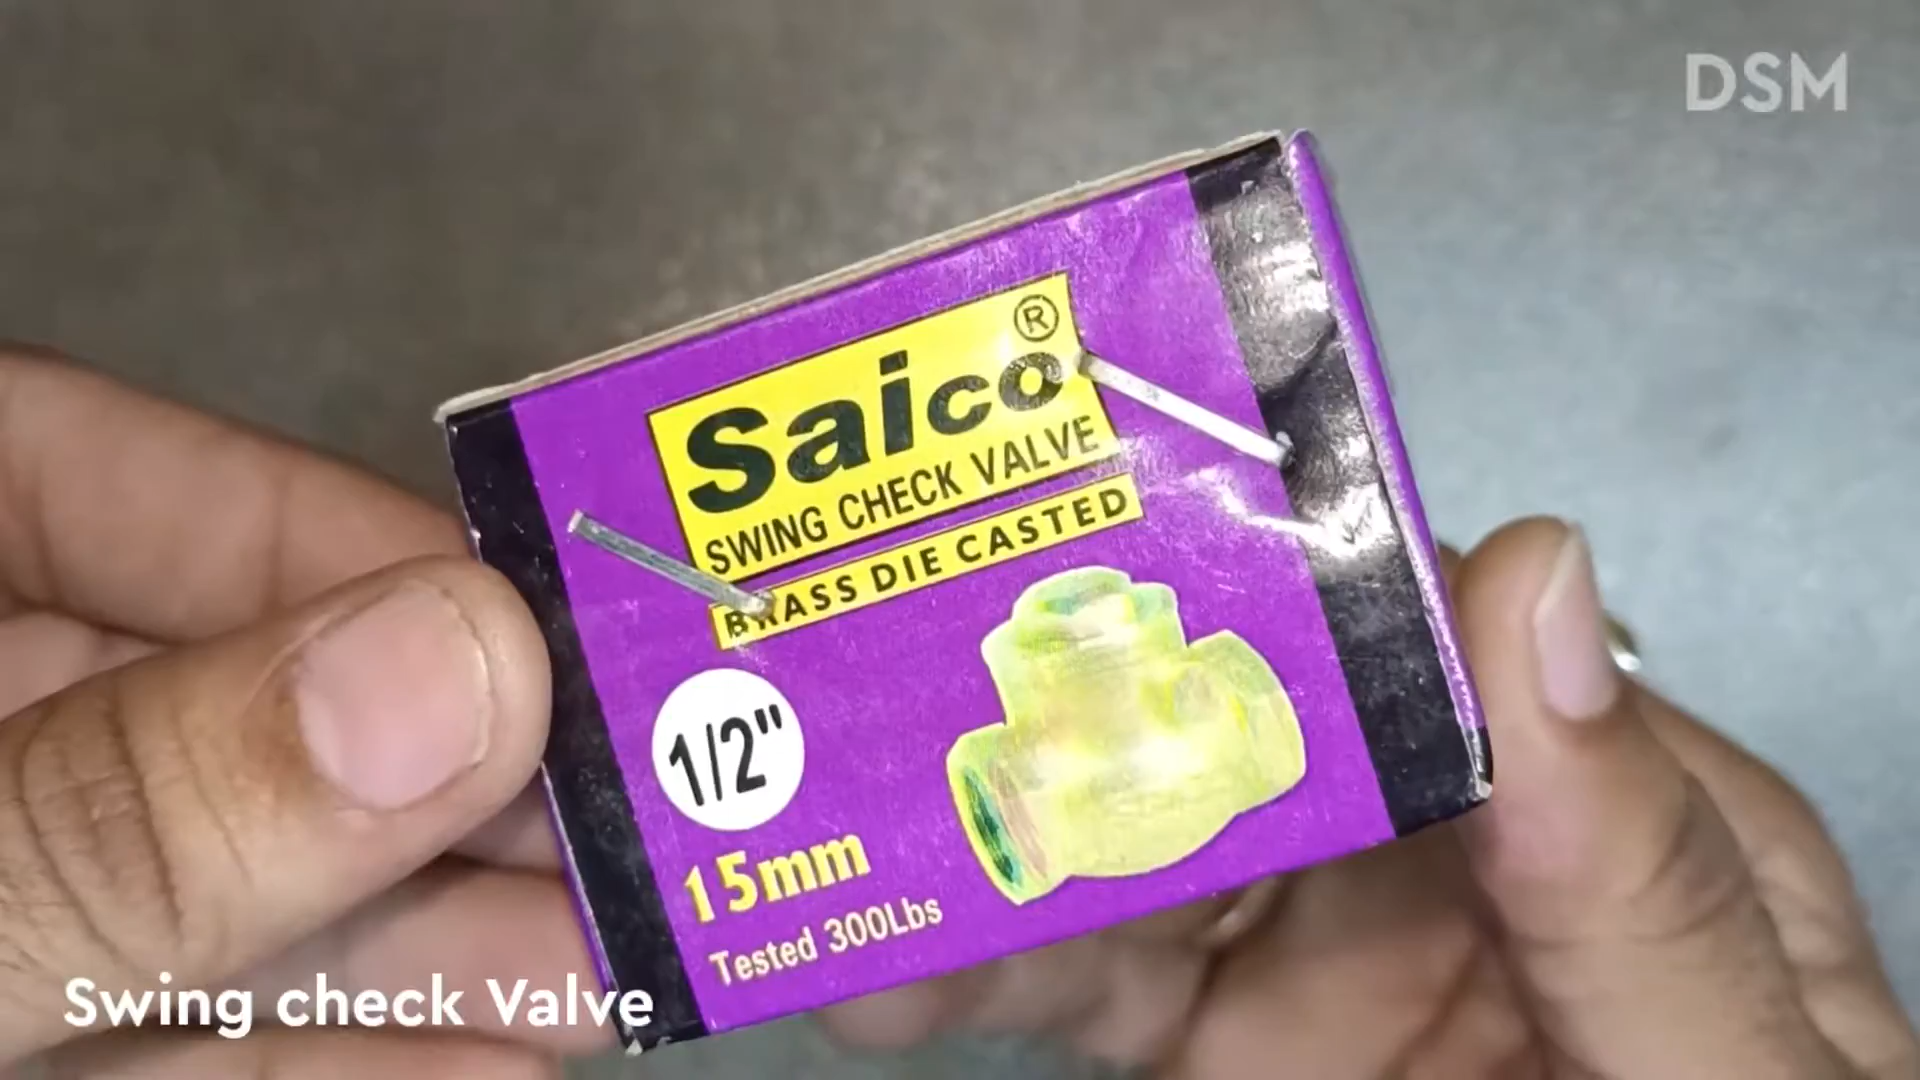 DSM
Saico®
SWING CHECK VALVE
BRASS DIE CASTED
1/2"
15mm
Tested 300Lbs
Swing check Valve